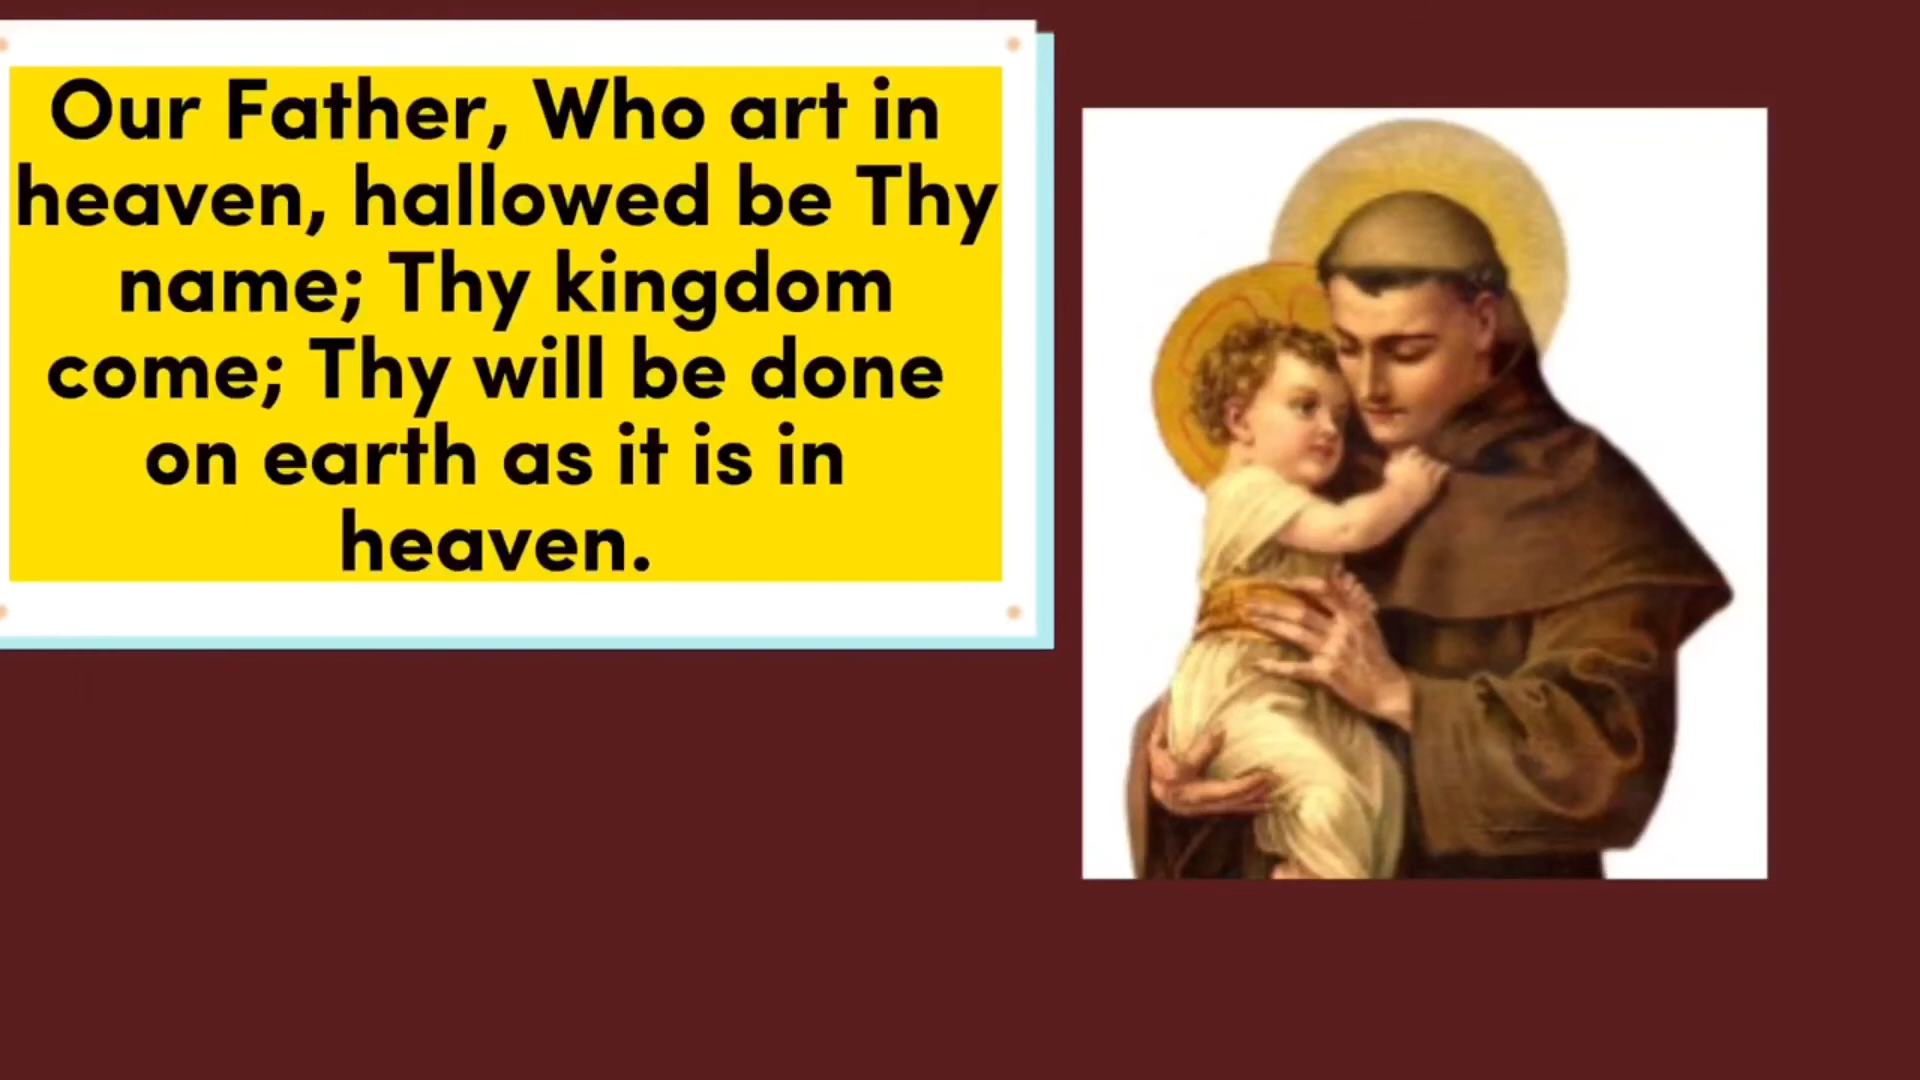 Our Father, Who art in
heaven, hallowed be Thy
name; Thy kingdom
come; Thy will be done
on earth as it is in
heaven.